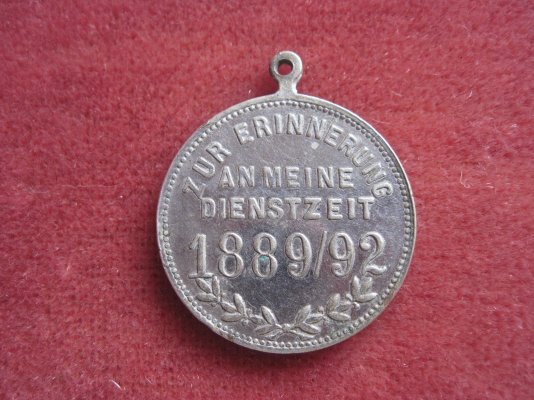 ZUR ERINNERUNG
AN MEINE
DIENSTZEIT
1889/92